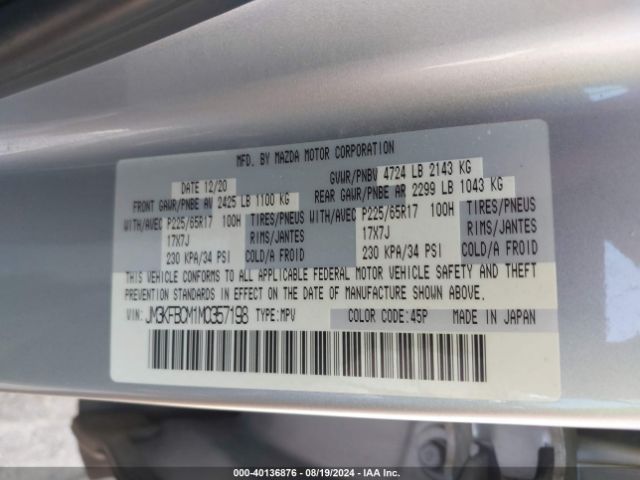 MFD. BY MAZDA MOTOR CORPORATION
DATE 12/20 GVWR/PNBV 4724 LB 2143 KG
FRONT GAWR/PNBE AV 2425 LB 1100 KG REAR GAWR/PNBE AR 2299 LB 1043 KG
WITH/AVEC P225/65R17 100H TIRES/PNEUS WITH/AVEC P225/65R17 100H TIRES/PNEUS
17X7J RIMS/JANTES 17X7J RIMS/JANTES
230 KPA/34 PSI COLD/A FROID 230 KPA/34 PSI COLD/A FROID
THIS VEHICLE CONFORMS TO ALL APPLICABLE FEDERAL MOTOR VEHICLE SAFETY AND THEFT
PREVENTION STANDARDS IN EFFECT ON THE DATE OF MANUFACTURE SHOWN ABOVE.
VIN: JM3KFBCM1M0357198 TYPE: MPV COLOR CODE: 45P MADE IN JAPAN
000-40136876 / 08/19/2024 / IAA Inc.